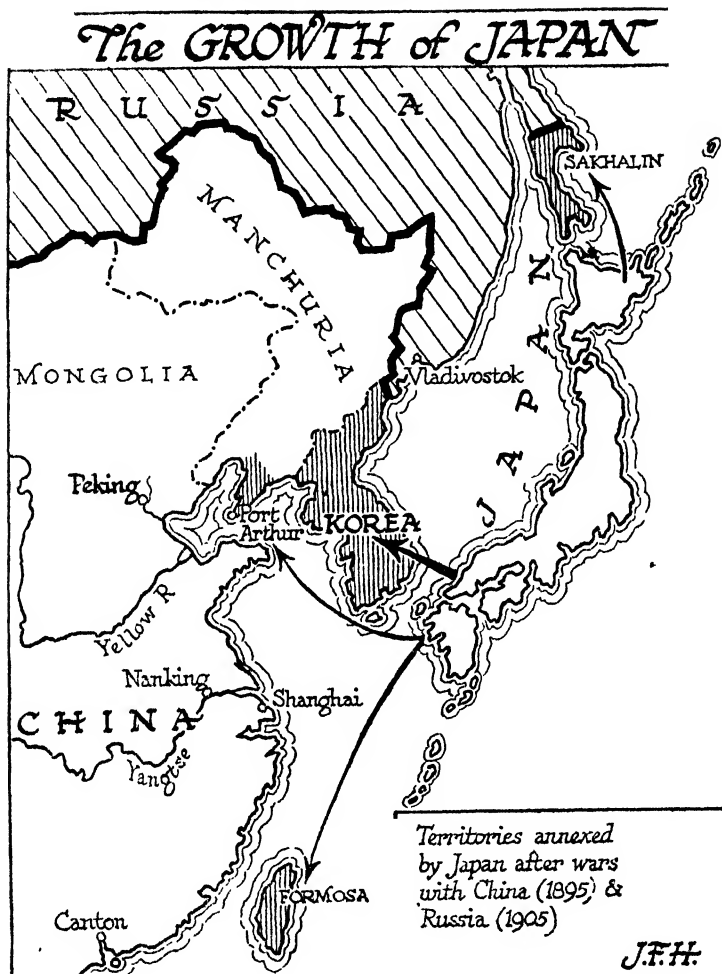 The GROWTH of JAPAN
RUSSIA
SAKHALIN
MANCHURIA
JAPAN
MONGOLIA
Vladivostok
Peking
Port
Arthur
KOREA
Yellow R
Nanking
Shanghai
CHINA
Yangtse
FORMOSA
Canton
Territories annexed
by Japan after wars
with China (1895) &
Russia (1905)
J.F.H.